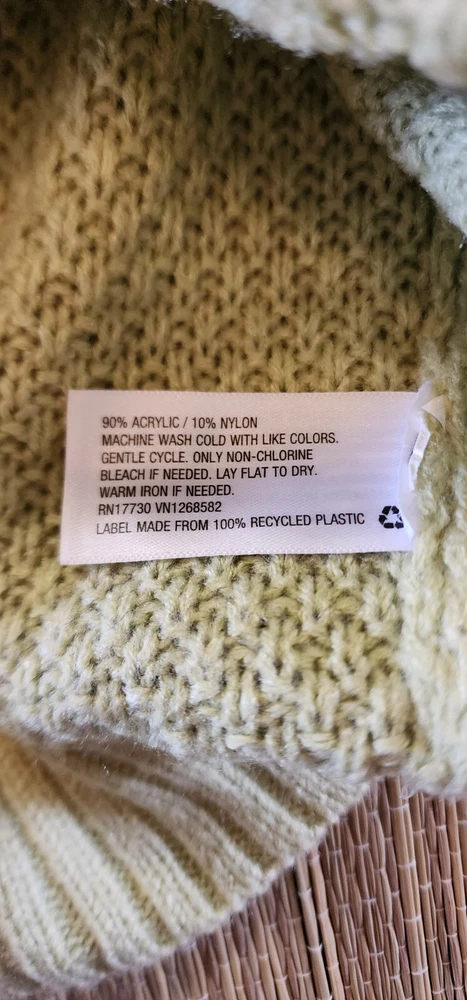 90% ACRYLIC / 10% NYLON
MACHINE WASH COLD WITH LIKE COLORS.
GENTLE CYCLE. ONLY NON-CHLORINE
BLEACH IF NEEDED. LAY FLAT TO DRY.
WARM IRON IF NEEDED.
RN17730 VN1268582
LABEL MADE FROM 100% RECYCLED PLASTIC